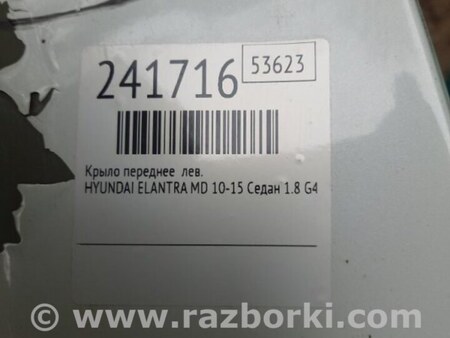 241716
53623
Крыло переднее лев.
HYUNDAI ELANTRA MD 10-15 Седан 1.8 G4
© www.razborki.com